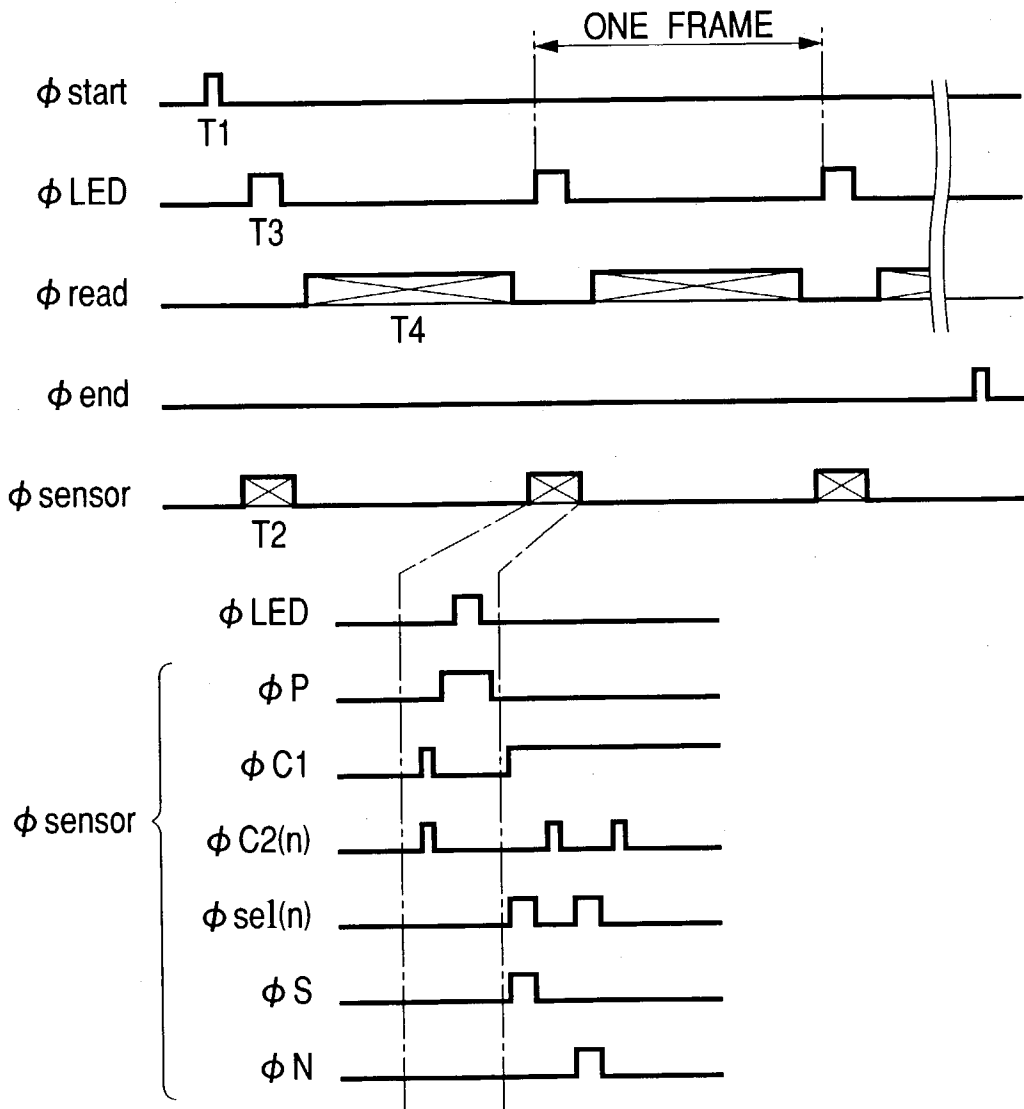 ONE FRAME
ϕ start
T1
ϕ LED
T3
ϕ read
T4
ϕ end
ϕ sensor
T2
ϕ LED
ϕ P
ϕ C1
ϕ sensor
ϕ C2(n)
ϕ sel(n)
ϕ S
ϕ N